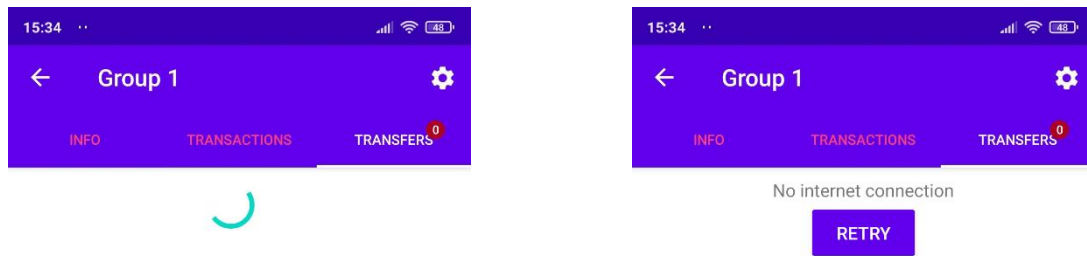 15:34 ..
48
Group 1
INFO TRANSACTIONS TRANSFERS 0
15:34 ..
48
Group 1
INFO TRANSACTIONS TRANSFERS 0
No internet connection
RETRY